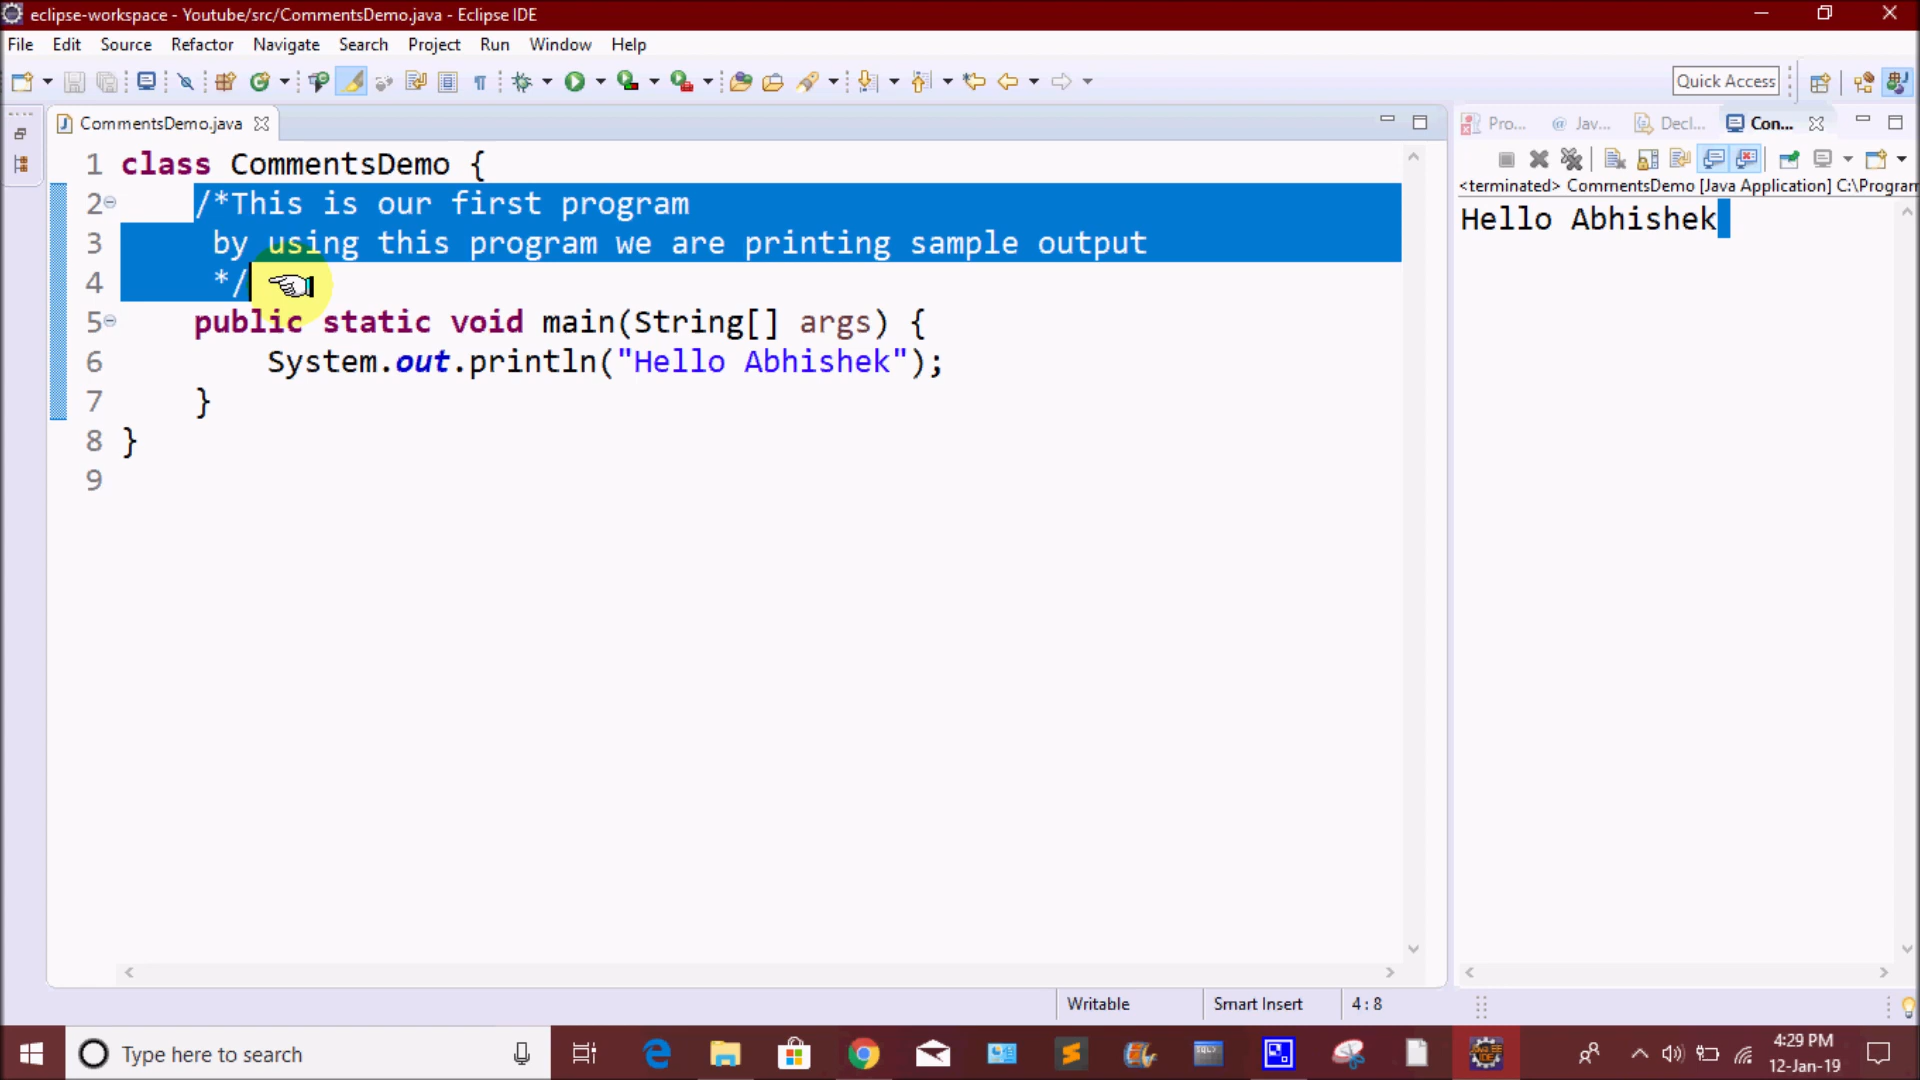 eclipse-workspace - Youtube/src/CommentsDemo.java - Eclipse IDE
File Edit Source Refactor Navigate Search Project Run Window Help
Quick Access
CommentsDemo.java
Pro... @ Jav... Decl... Con...
<terminated> CommentsDemo [Java Application] C:\Program
Hello Abhishek
1 class CommentsDemo {
2 /*This is our first program
3 by using this program we are printing sample output
4 */
5 public static void main(String[] args) {
6 System.out.println("Hello Abhishek");
7 }
8 }
9
Writable Smart Insert 4 : 8
Type here to search
4:29 PM
12-Jan-19